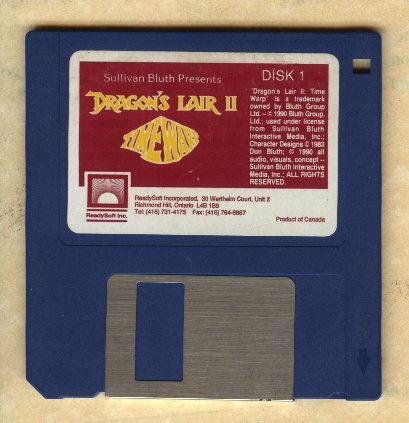 Sullivan Bluth Presents
DRAGON'S LAIR II
TIMEWARP
DISK 1
"Dragon's Lair II: Time
Warp" is a trademark
owned by Bluth Group,
Ltd. – © 1990 Bluth Group,
Ltd.; used under license
from Sullivan Bluth
Interactive Media, Inc.;
Character Designs © 1983
Don Bluth; © 1990 all
audio, visuals, concept –
Sullivan Bluth Interactive
Media, Inc.; ALL RIGHTS
RESERVED.
ReadySoft Inc.
ReadySoft Incorporated, 30 Wertheim Court, Unit 2
Richmond Hill, Ontario L4B 1B9
Tel: (416) 731-4175 Fax: (416) 764-8867
Product of Canada